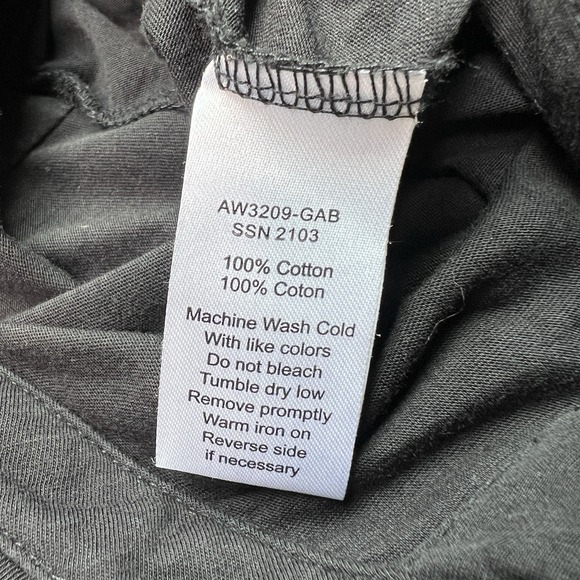 AW3209-GAB
SSN 2103
100% Cotton
100% Coton
Machine Wash Cold
With like colors
Do not bleach
Tumble dry low
Remove promptly
Warm iron on
Reverse side
if necessary